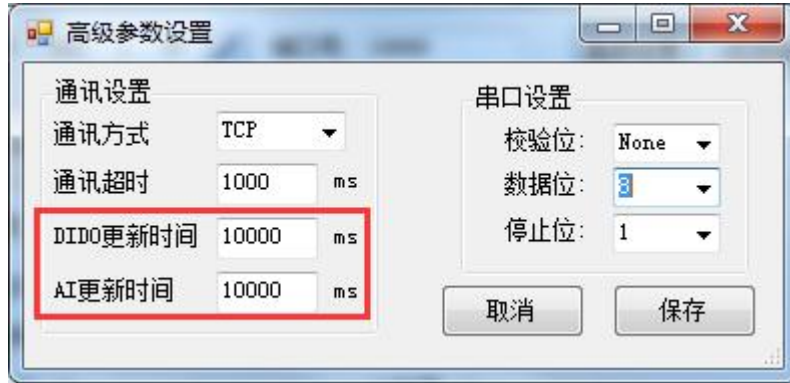 高级参数设置
通讯设置
通讯方式 TCP
通讯超时 1000 ms
DIDO更新时间 10000 ms
AI更新时间 10000 ms
串口设置
校验位: None
数据位: 8
停止位: 1
取消 保存